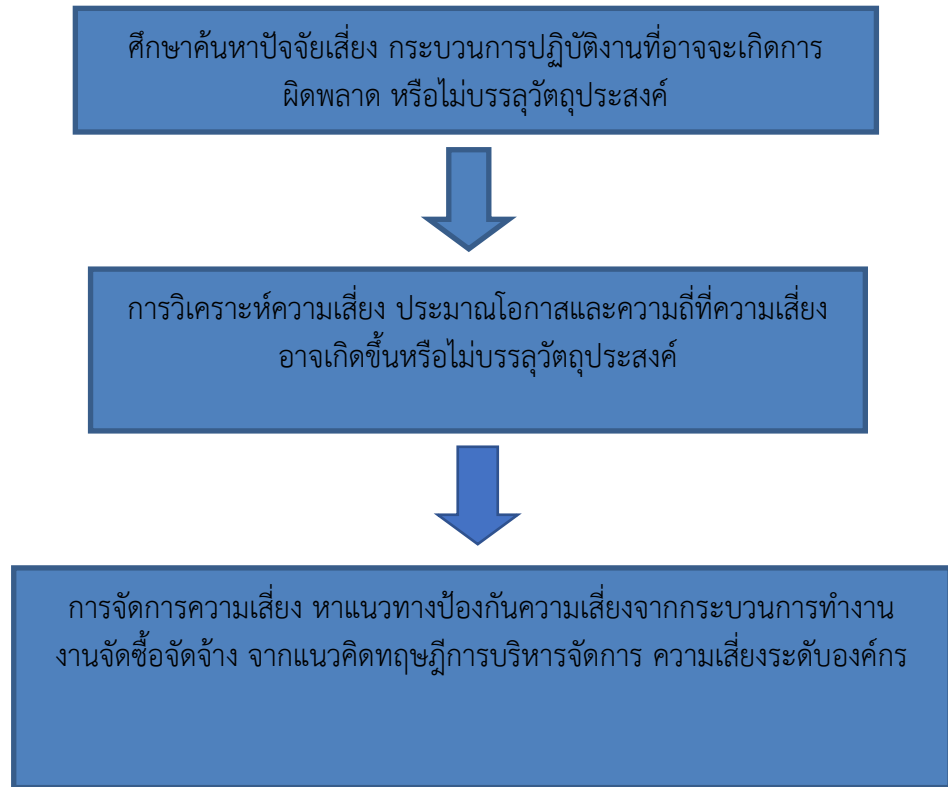 ศึกษาค้นหาปัจจัยเสี่ยง กระบวนการปฏิบัติงานที่อาจจะเกิดการ
ผิดพลาด หรือไม่บรรลุวัตถุประสงค์
การวิเคราะห์ความเสี่ยง ประมาณโอกาสและความถี่ที่ความเสี่ยง
อาจเกิดขึ้นหรือไม่บรรลุวัตถุประสงค์
การจัดการความเสี่ยง หาแนวทางป้องกันความเสี่ยงจากกระบวนการทำงาน
งานจัดซื้อจัดจ้าง จากแนวคิดทฤษฎีการบริหารจัดการ ความเสี่ยงระดับองค์กร